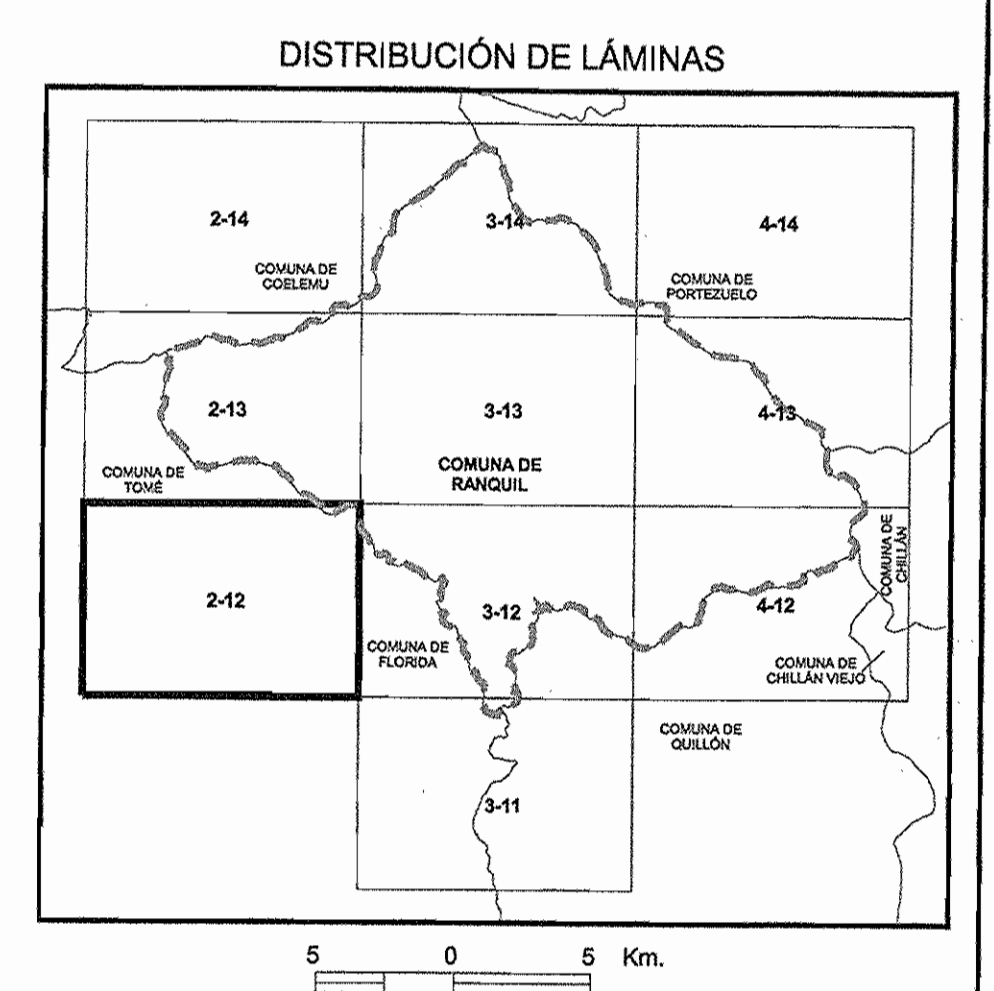 DISTRIBUCIÓN DE LÁMINAS
2-14
3-14
4-14
COMUNA DE
COELEMU
COMUNA DE
PORTEZUELO
2-13
3-13
4-13
COMUNA DE
TOMÉ
COMUNA DE
RANQUIL
2-12
3-12
4-12
COMUNA DE
CHILLÁN
COMUNA DE
FLORIDA
COMUNA DE
CHILLÁN VIEJO
COMUNA DE
QUILLÓN
3-11
5 0 5 Km.